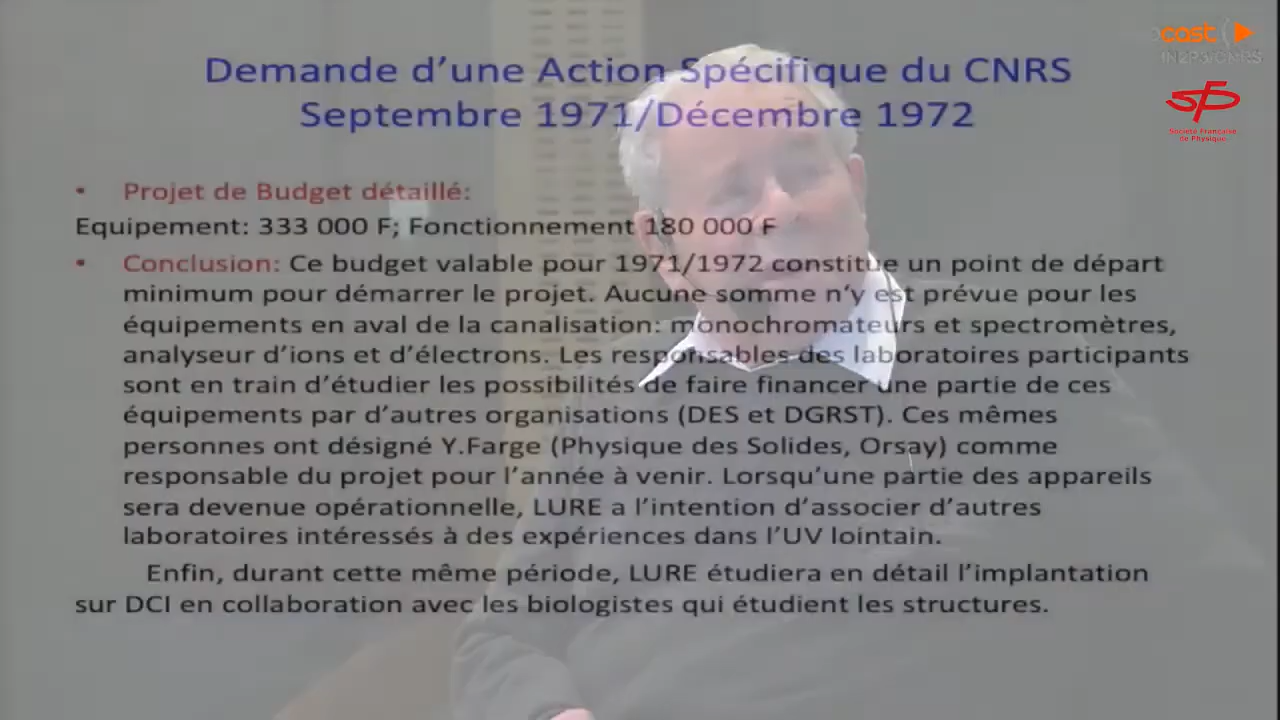 cast
IN2P3/CNRS
SFP
Société Française
de Physique
Demande d'une Action Spécifique du CNRS
Septembre 1971/Décembre 1972
• Projet de Budget détaillé:
Equipement: 333 000 F; Fonctionnement 180 000 F
• Conclusion: Ce budget valable pour 1971/1972 constitue un point de départ
minimum pour démarrer le projet. Aucune somme n‘y est prévue pour les
équipements en aval de la canalisation: monochromateurs et spectromètres,
analyseur d'ions et d'électrons. Les responsables des laboratoires participants
sont en train d'étudier les possibilités de faire financer une partie de ces
équipements par d'autres organisations (DES et DGRST). Ces mêmes
personnes ont désigné Y.Farge (Physique des Solides, Orsay) comme
responsable du projet pour l'année à venir. Lorsqu'une partie des appareils
sera devenue opérationnelle, LURE a l'intention d'associer d'autres
laboratoires intéressés à des expériences dans l'UV lointain.
Enfin, durant cette même période, LURE étudiera en détail l'implantation
sur DCI en collaboration avec les biologistes qui étudient les structures.